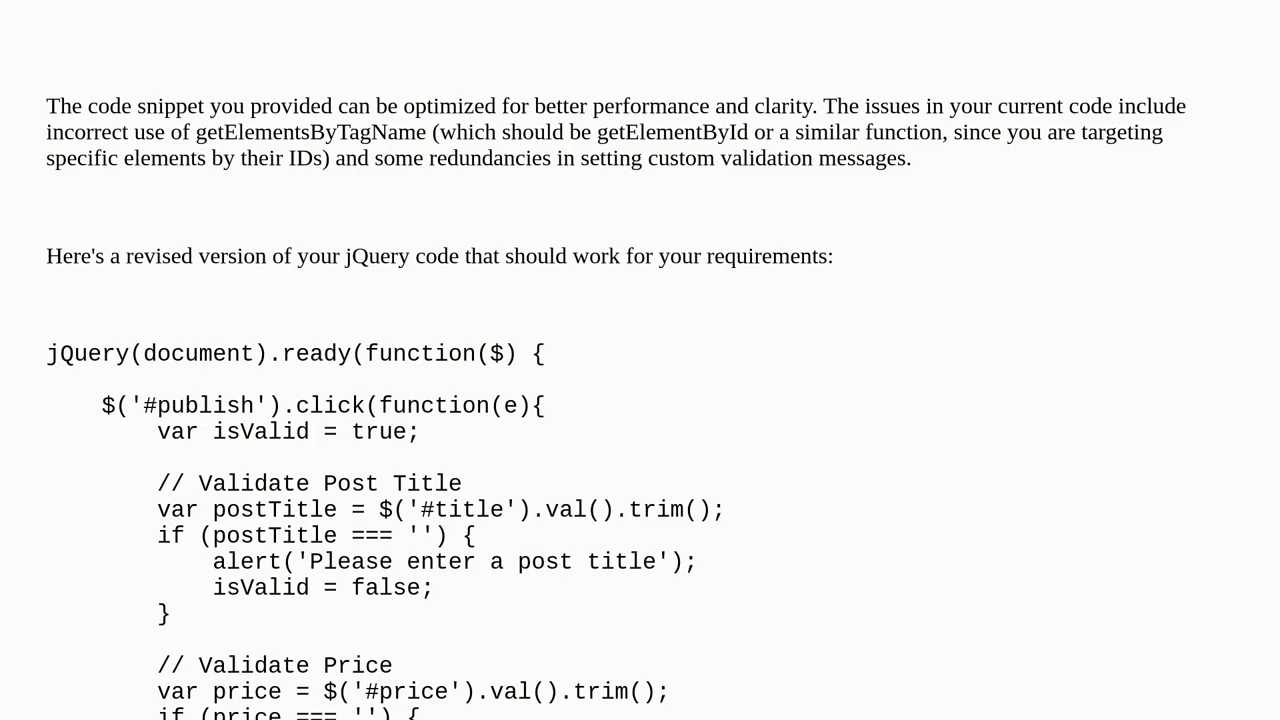 The code snippet you provided can be optimized for better performance and clarity. The issues in your current code include
incorrect use of getElementsByTagName (which should be getElementById or a similar function, since you are targeting
specific elements by their IDs) and some redundancies in setting custom validation messages.
Here's a revised version of your jQuery code that should work for your requirements:
jQuery(document).ready(function($) {
    $('#publish').click(function(e){
        var isValid = true;
        // Validate Post Title
        var postTitle = $('#title').val().trim();
        if (postTitle === '') {
            alert('Please enter a post title');
            isValid = false;
        }
        // Validate Price
        var price = $('#price').val().trim();
        if (price === '') {